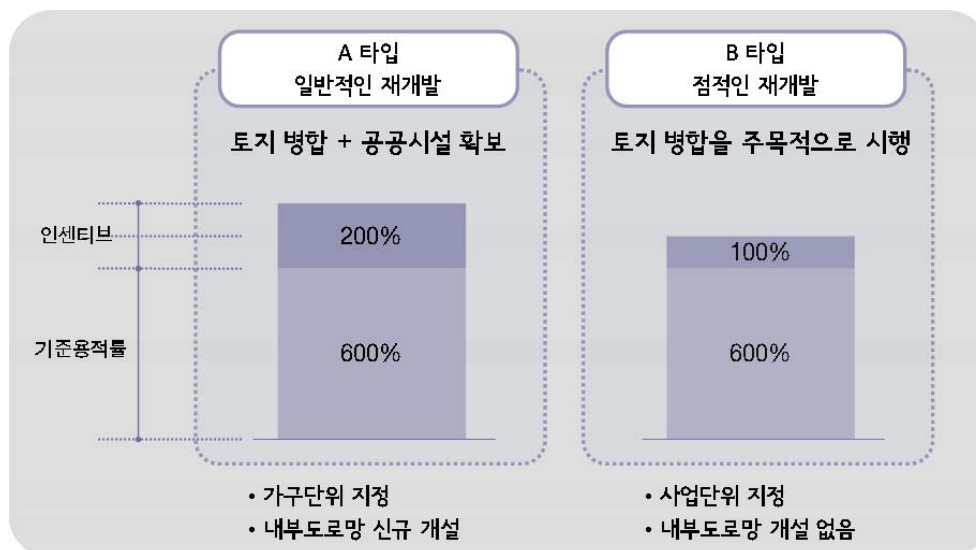 A 타입
일반적인 재개발
토지 병합 + 공공시설 확보
B 타입
점적인 재개발
토지 병합을 주목적으로 시행
인센티브
기준용적률
200%
600%
100%
600%
• 가구단위 지정
• 내부도로망 신규 개설
• 사업단위 지정
• 내부도로망 개설 없음